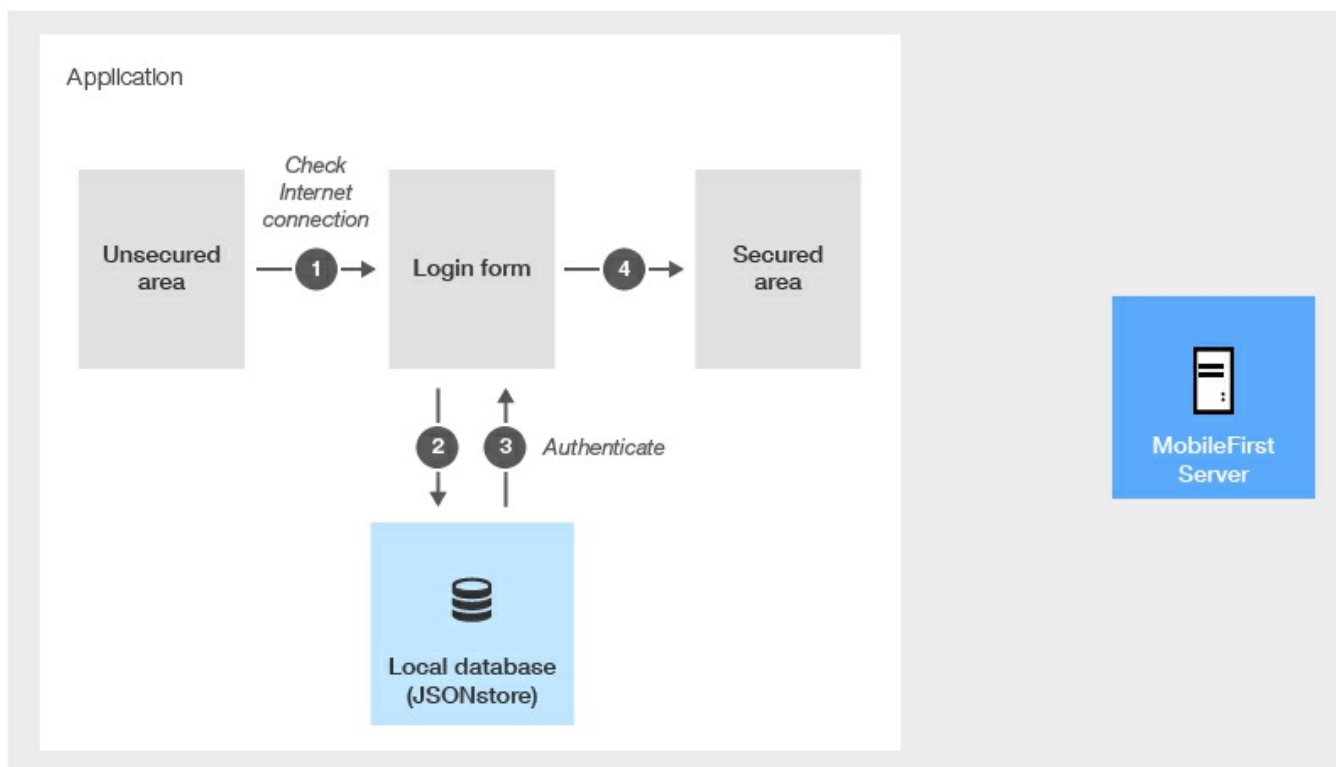 Application
Check
Internet
connection
Unsecured
area
1
Login form
4
Secured
area
2
3
Authenticate
MobileFirst
Server
Local database
(JSONstore)